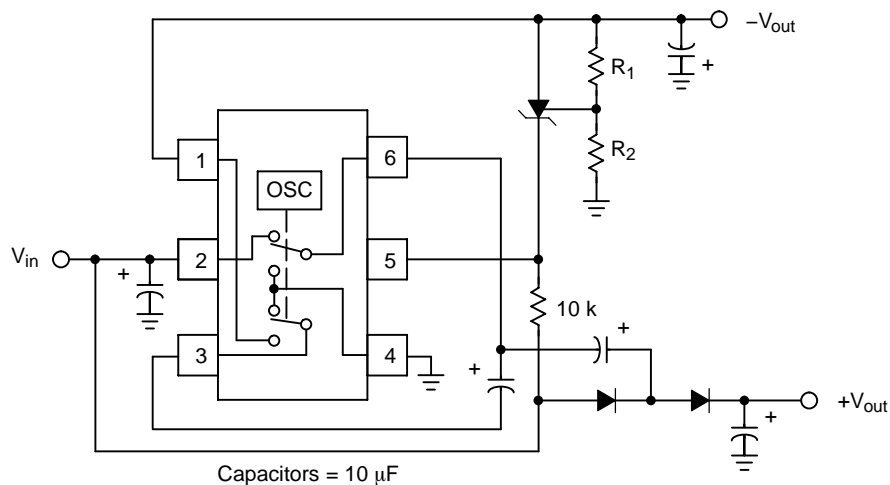 −Vout
+
R1
R2
1
6
OSC
Vin
+
2
5
10 k
3
4
+
+
+
+Vout
Capacitors = 10 µF